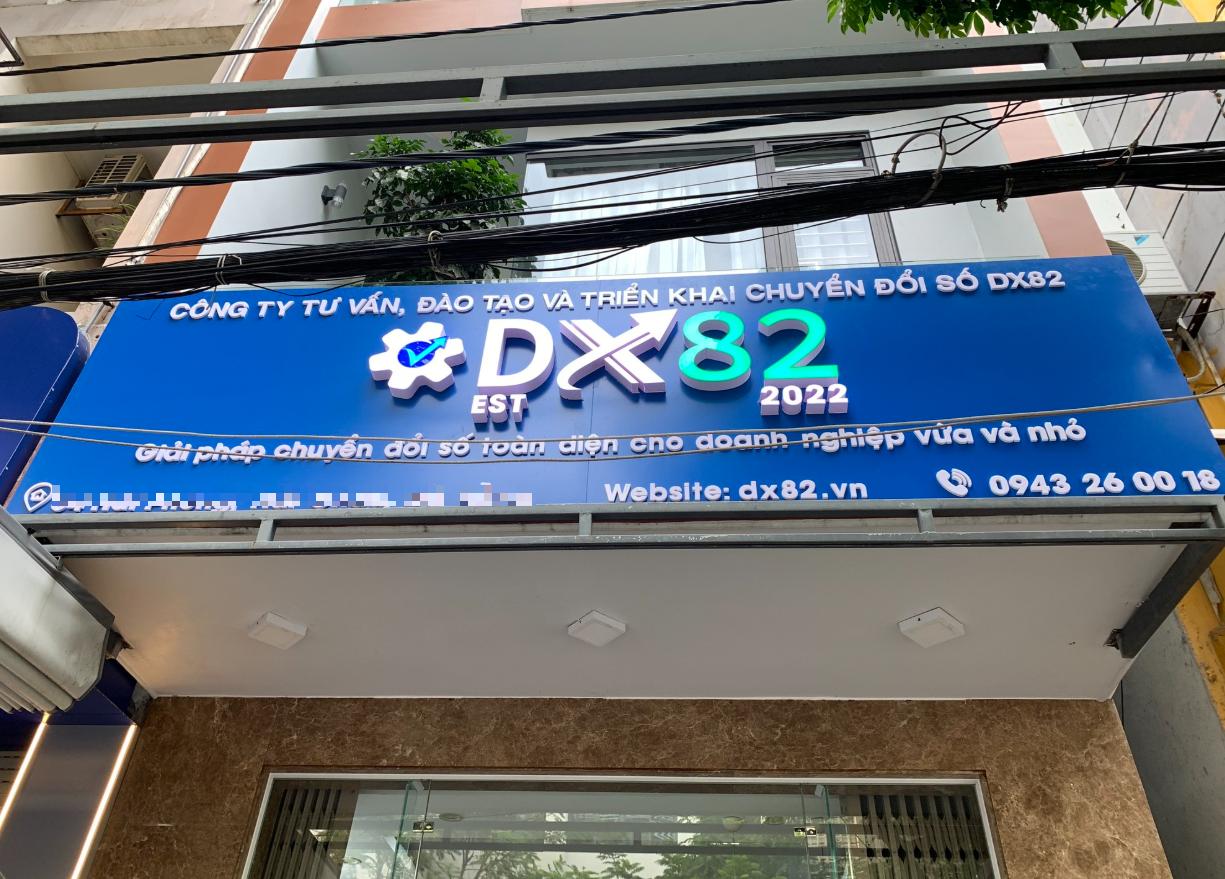 CÔNG TY TƯ VẤN, ĐÀO TẠO VÀ TRIỂN KHAI CHUYỂN ĐỔI SỐ DX82
DX82
EST 2022
Giải pháp chuyển đổi số toàn diện cho doanh nghiệp vừa và nhỏ
Website: dx82.vn 0943 26 00 18